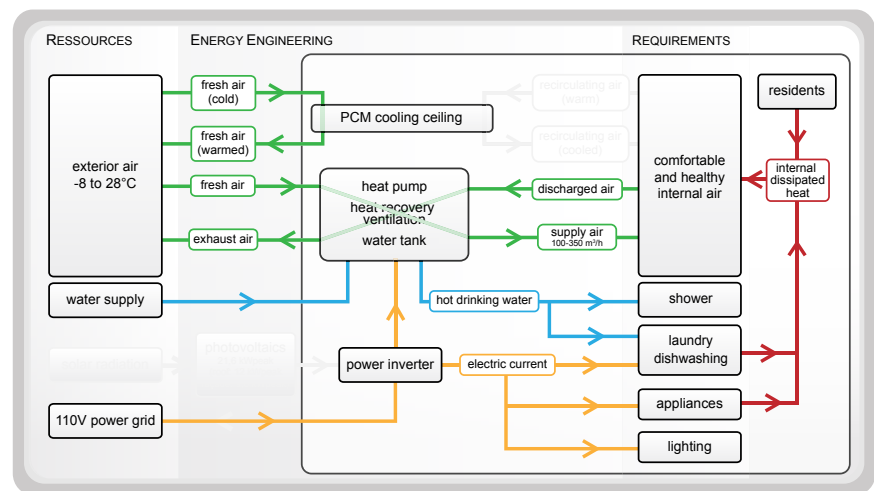 RESSOURCES
ENERGY ENGINEERING
REQUIREMENTS
fresh air
(cold)
fresh air
(warmed)
fresh air
exhaust air
exterior air
-8 to 28°C
PCM cooling ceiling
recirculating air
(warm)
recirculating air
(cooled)
heat pump
heat recovery
ventilation
water tank
discharged air
supply air
100-350 m³/h
comfortable
and healthy
internal air
residents
internal
dissipated
heat
water supply
hot drinking water
shower
laundry
dishwashing
photovoltaics
power inverter
electric current
appliances
110V power grid
lighting